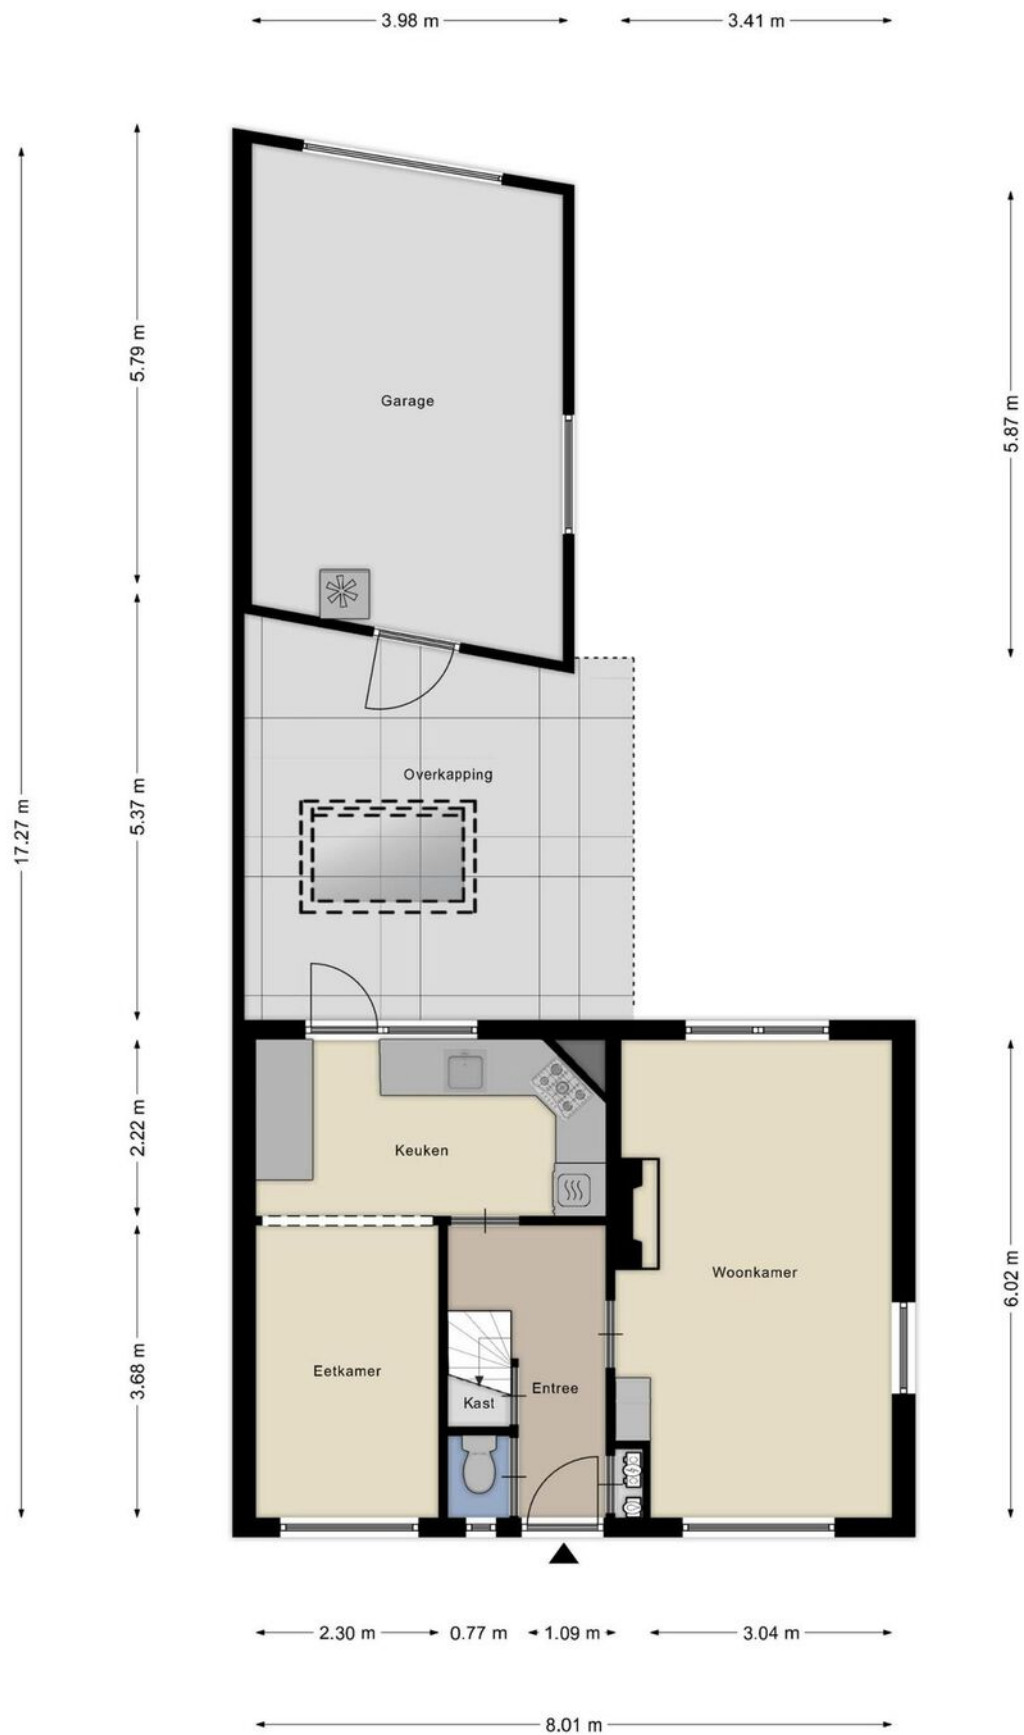 3.98 m
3.41 m
5.79 m
5.87 m
Garage
17.27 m
5.37 m
Overkapping
2.22 m
Keuken
6.02 m
Woonkamer
3.68 m
Eetkamer
Entree
Kast
2.30 m
0.77 m
1.09 m
3.04 m
8.01 m